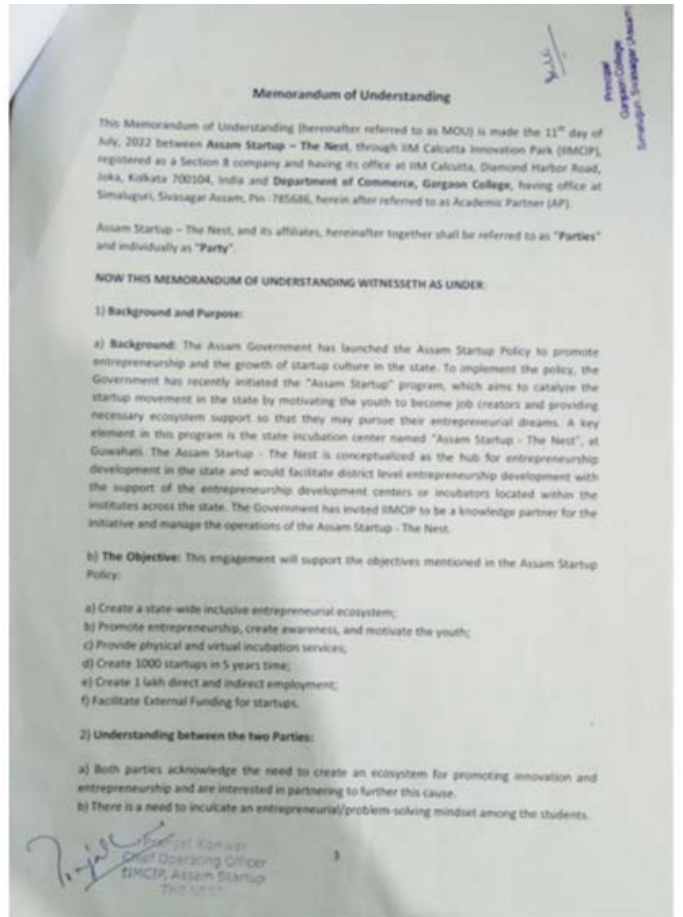 Principal
Gargaon College
Simaluguri, Sivasagar (Assam)
Memorandum of Understanding
This Memorandum of Understanding (hereinafter referred to as MOU) is made the 11th day of
July, 2022 between Assam Startup – The Nest, through IIM Calcutta Innovation Park (IIMCIP),
registered as a Section 8 company and having its office at IIM Calcutta, Diamond Harbor Road,
Joka, Kolkata 700104, India and Department of Commerce, Gargaon College, having office at
Simaluguri, Sivasagar Assam, Pin -785686, herein after referred to as Academic Partner (AP).
Assam Startup – The Nest, and its affiliates, hereinafter together shall be referred to as "Parties"
and individually as "Party".
NOW THIS MEMORANDUM OF UNDERSTANDING WITNESSETH AS UNDER:
1) Background and Purpose:
a) Background: The Assam Government has launched the Assam Startup Policy to promote
entrepreneurship and the growth of startup culture in the state. To implement the policy, the
Government has recently initiated the "Assam Startup" program, which aims to catalyze the
startup movement in the state by motivating the youth to become job creators and providing
necessary ecosystem support so that they may pursue their entrepreneurial dreams. A key
element in this program is the state incubation center named "Assam Startup - The Nest", at
Guwahati. The Assam Startup - The Nest is conceptualized as the hub for entrepreneurship
development in the state and would facilitate district level entrepreneurship development with
the support of the entrepreneurship development centers or incubators located within the
institutes across the state. The Government has invited IIMCIP to be a knowledge partner for the
initiative and manage the operations of the Assam Startup - The Nest.
b) The Objective: This engagement will support the objectives mentioned in the Assam Startup
Policy:
a) Create a state-wide inclusive entrepreneurial ecosystem;
b) Promote entrepreneurship, create awareness, and motivate the youth;
c) Provide physical and virtual incubation services;
d) Create 1000 startups in 5 years time;
e) Create 1 lakh direct and indirect employment;
f) Facilitate External Funding for startups.
2) Understanding between the two Parties:
a) Both parties acknowledge the need to create an ecosystem for promoting innovation and
entrepreneurship and are interested in partnering to further this cause.
b) There is a need to inculcate an entrepreneurial/problem-solving mindset among the students.
Konwar
Chief Operating Officer
IIMCIP, Assam Startup
THE NEST
3